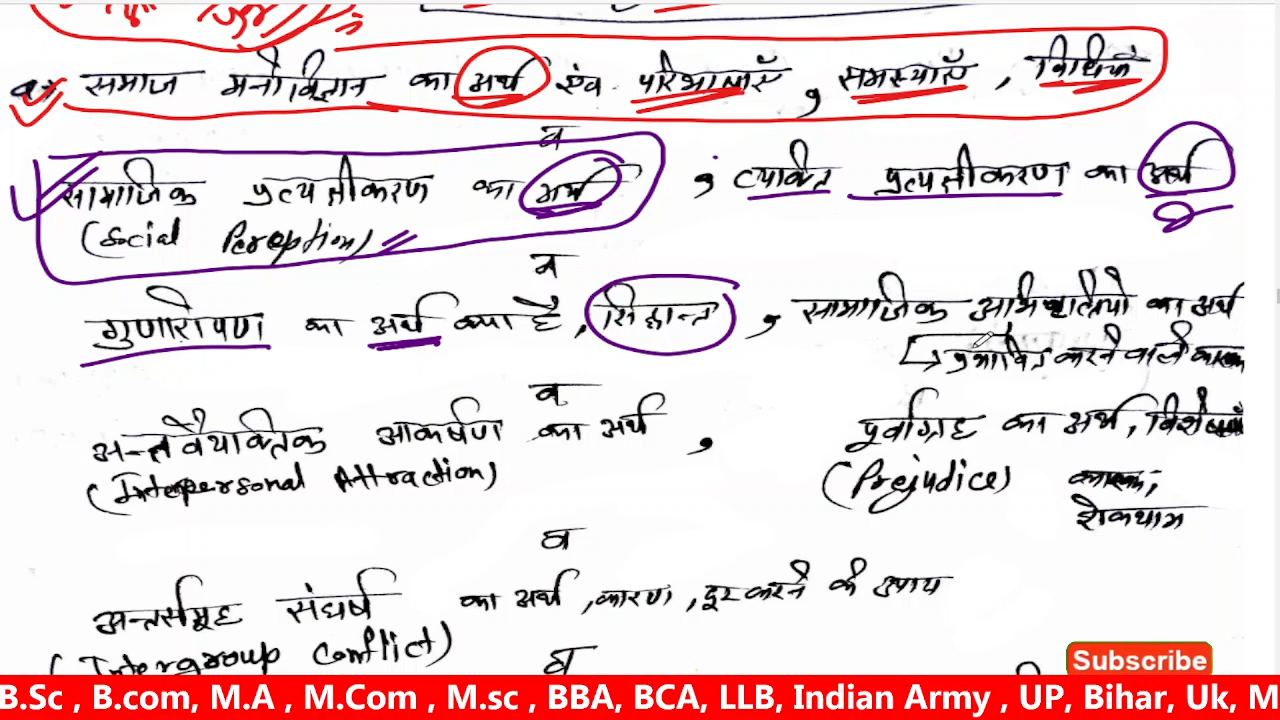 समाज मनोविज्ञान का अर्थ एंव परिभाषाएँ , समस्याएँ , विधियाँ
व
सामाजिक प्रत्यक्षीकरण का अर्थ , व्यक्ति प्रत्यक्षीकरण का अर्थ
(Social Perception)
व
गुणारोपण का अर्थ क्या है , सिद्धान्त , सामाजिक अभिवृत्तियो का अर्थ
प्रभावित करने वाले कारक
व
अन्तर्वैयाक्तिक आकर्षण का अर्थ , पूर्वाग्रह का अर्थ , विशेषताएँ
(Interpersonal Attraction) (Prejudice) कारक,
रोकथाम
व
अन्तर्समूह संघर्ष का अर्थ , कारण , दूर करने के उपाय
(Intergroup Conflict)
व
Subscribe
B.Sc , B.com, M.A , M.Com , M.sc , BBA, BCA, LLB, Indian Army , UP, Bihar, Uk, M